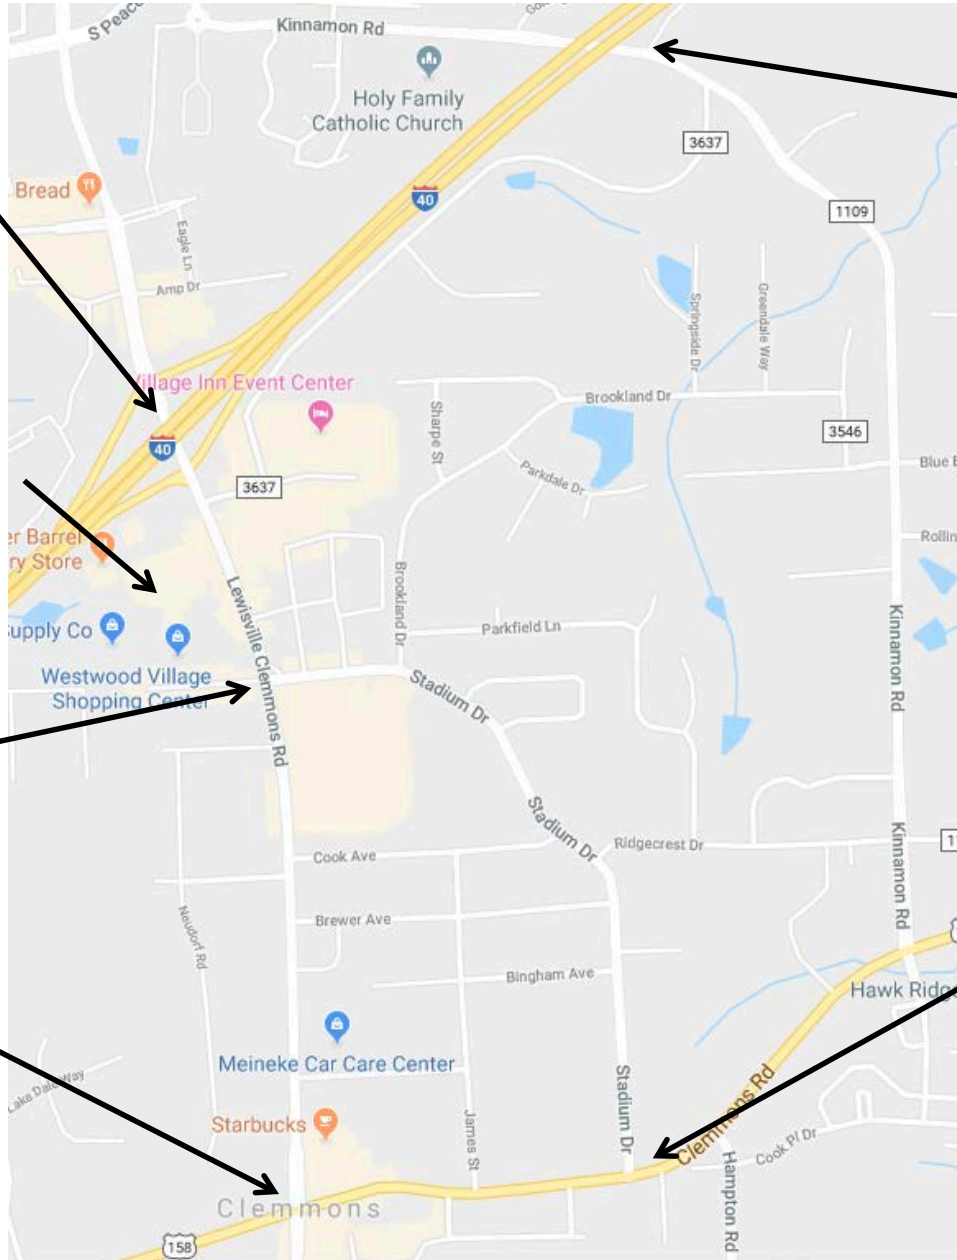 S Peac
Kinnamon Rd
Holy Family
Catholic Church
3637
40
Bread
1109
Eagle Ln
Amp Dr
Springside Dr
Greendale Way
Village Inn Event Center
Brookland Dr
Sharpe St
3546
40
Parkdale Dr
Blue
3637
er Barrel
ry Store
Rollin
Lewisville Clemmons Rd
Brookland Dr
Supply Co
Parkfield Ln
Kinnamon Rd
Westwood Village
Shopping Center
Stadium Dr
Stadium Dr
Ridgecrest Dr
Kinnamon Rd
Cook Ave
Neudorf Rd
Brewer Ave
Bingham Ave
Hawk Ridge
Meineke Car Care Center
Lake Dale Way
Stadium Dr
Clemmons Rd
Starbucks
James St
Cook Pl Dr
Hampton Rd
Clemmons
158